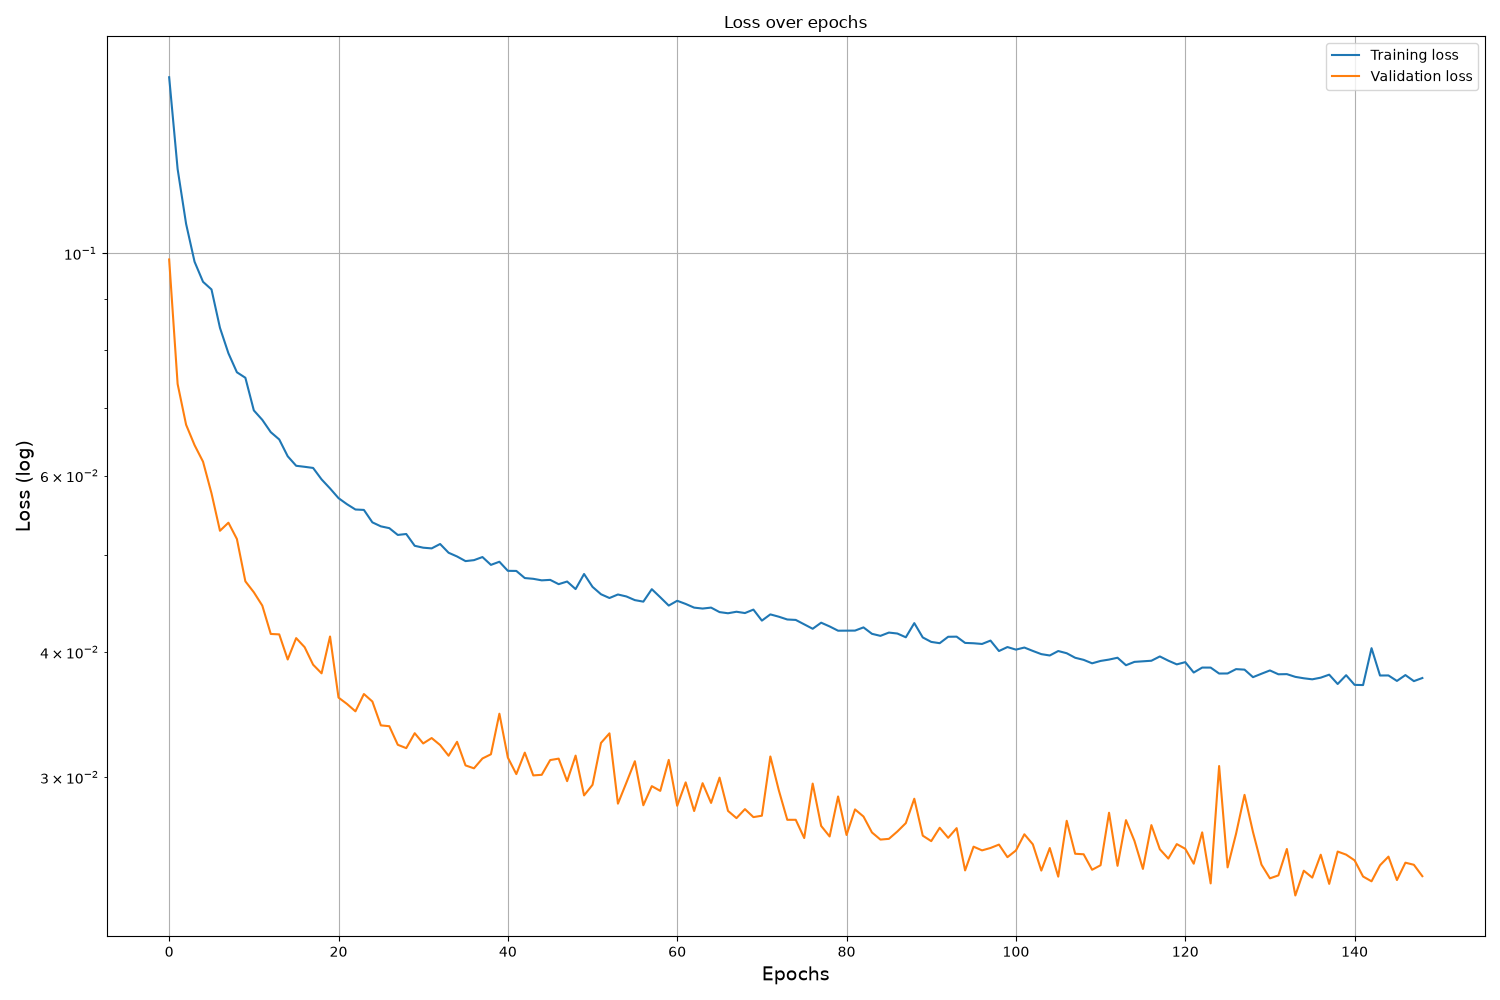 Loss over epochs
Training loss
Validation loss
Loss (log)
10⁻¹
6 × 10⁻²
4 × 10⁻²
3 × 10⁻²
0 20 40 60 80 100 120 140
Epochs